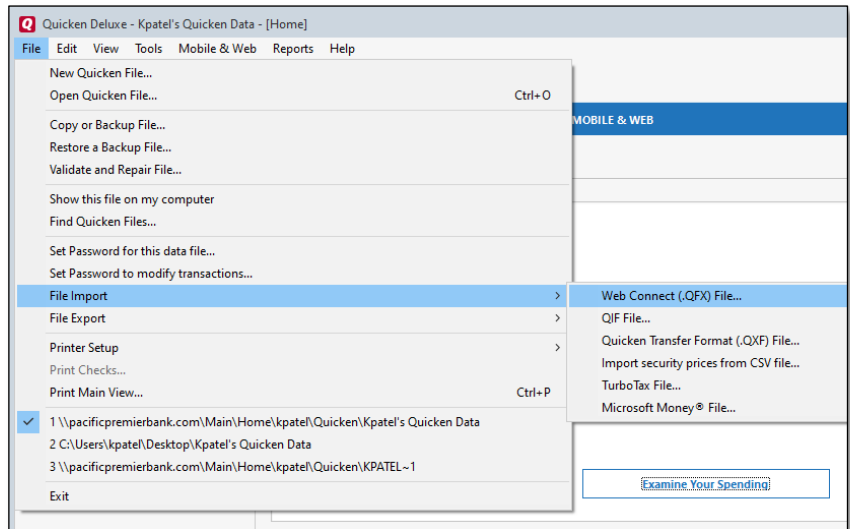 Quicken Deluxe - Kpatel's Quicken Data - [Home]
File Edit View Tools Mobile & Web Reports Help
New Quicken File...
Open Quicken File... Ctrl+O
Copy or Backup File...
Restore a Backup File...
Validate and Repair File...
Show this file on my computer
Find Quicken Files...
Set Password for this data file...
Set Password to modify transactions...
File Import
File Export
Printer Setup
Print Checks...
Print Main View... Ctrl+P
1 \\pacificpremierbank.com\Main\Home\kpatel\Quicken\Kpatel's Quicken Data
2 C:\Users\kpatel\Desktop\Kpatel's Quicken Data
3 \\pacificpremierbank.com\Main\Home\kpatel\Quicken\KPATEL~1
Exit
MOBILE & WEB
Web Connect (.QFX) File...
QIF File...
Quicken Transfer Format (.QXF) File...
Import security prices from CSV file...
TurboTax File...
Microsoft Money® File...
Examine Your Spending